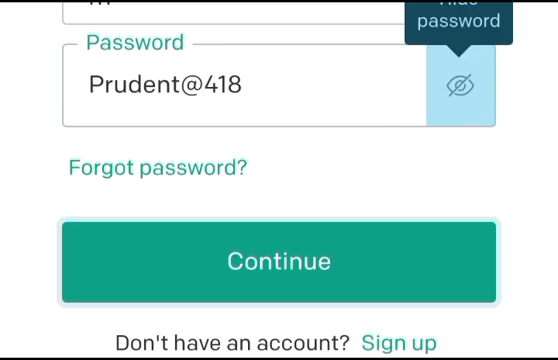 password
Password
Prudent@418
Forgot password?
Continue
Don't have an account? Sign up